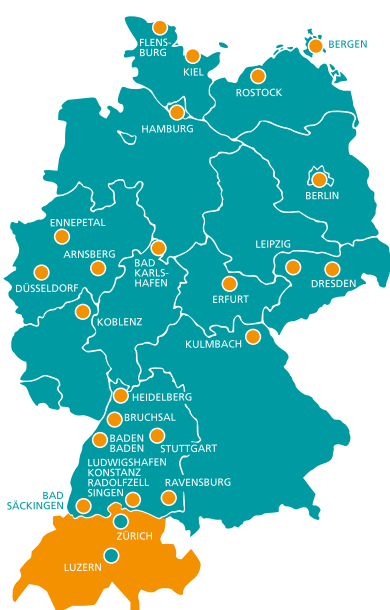 FLENS-
BURG
BERGEN
KIEL
ROSTOCK
HAMBURG
BERLIN
ENNEPETAL
ARNSBERG
BAD
KARLS-
HAFEN
LEIPZIG
DÜSSELDORF
ERFURT
DRESDEN
KOBLENZ
KULMBACH
HEIDELBERG
BRUCHSAL
BADEN
BADEN
STUTTGART
LUDWIGSHAFEN
KONSTANZ
RADOLFZELL
SINGEN
RAVENSBURG
BAD
SÄCKINGEN
ZÜRICH
LUZERN